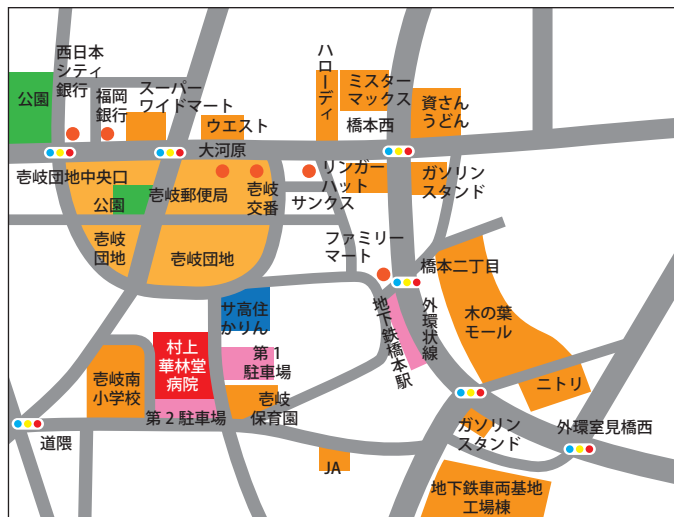 西日本
シティ
銀行
公園
福岡
銀行
スーパー
ワイドマート
ウエスト
ハローディ
ミスター
マックス
資さん
うどん
橋本西
大河原
壱岐団地中央口
公園
壱岐郵便局
壱岐
交番
サンクス
リンガー
ハット
ガソリン
スタンド
壱岐
団地
壱岐団地
ファミリー
マート
橋本二丁目
外環状線
地下鉄橋本駅
木の葉
モール
ニトリ
サ高住
かりん
村上
華林堂
病院
第1
駐車場
壱岐南
小学校
第2駐車場
壱岐
保育園
道隈
JA
ガソリン
スタンド
外環室見橋西
地下鉄車両基地
工場棟